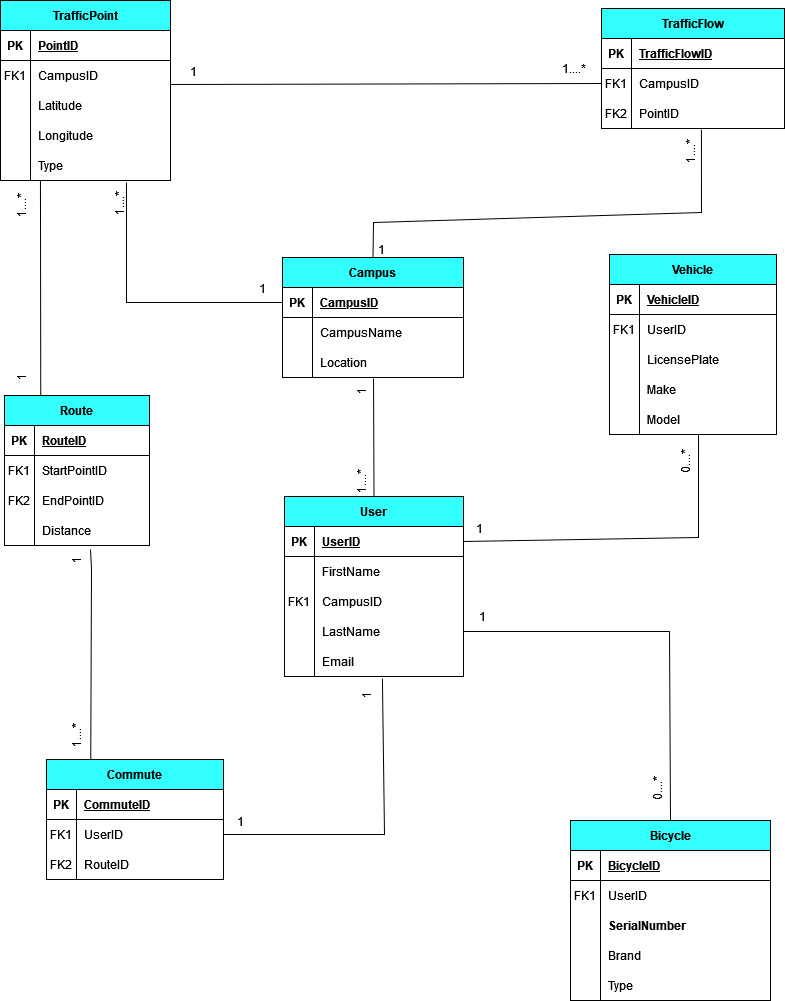 TrafficPoint
PK PointID
FK1 CampusID
Latitude
Longitude
Type
TrafficFlow
PK TrafficFlowID
FK1 CampusID
FK2 PointID
1
1....*
1....*
1....*
1....*
1
1
Campus
PK CampusID
CampusName
Location
Vehicle
PK VehicleID
FK1 UserID
LicensePlate
Make
Model
1
1
Route
PK RouteID
FK1 StartPointID
FK2 EndPointID
Distance
1....*
0....*
User
PK UserID
FirstName
FK1 CampusID
LastName
Email
1
1
1
1
1....*
Commute
PK CommuteID
FK1 UserID
FK2 RouteID
1
0....*
Bicycle
PK BicycleID
FK1 UserID
SerialNumber
Brand
Type